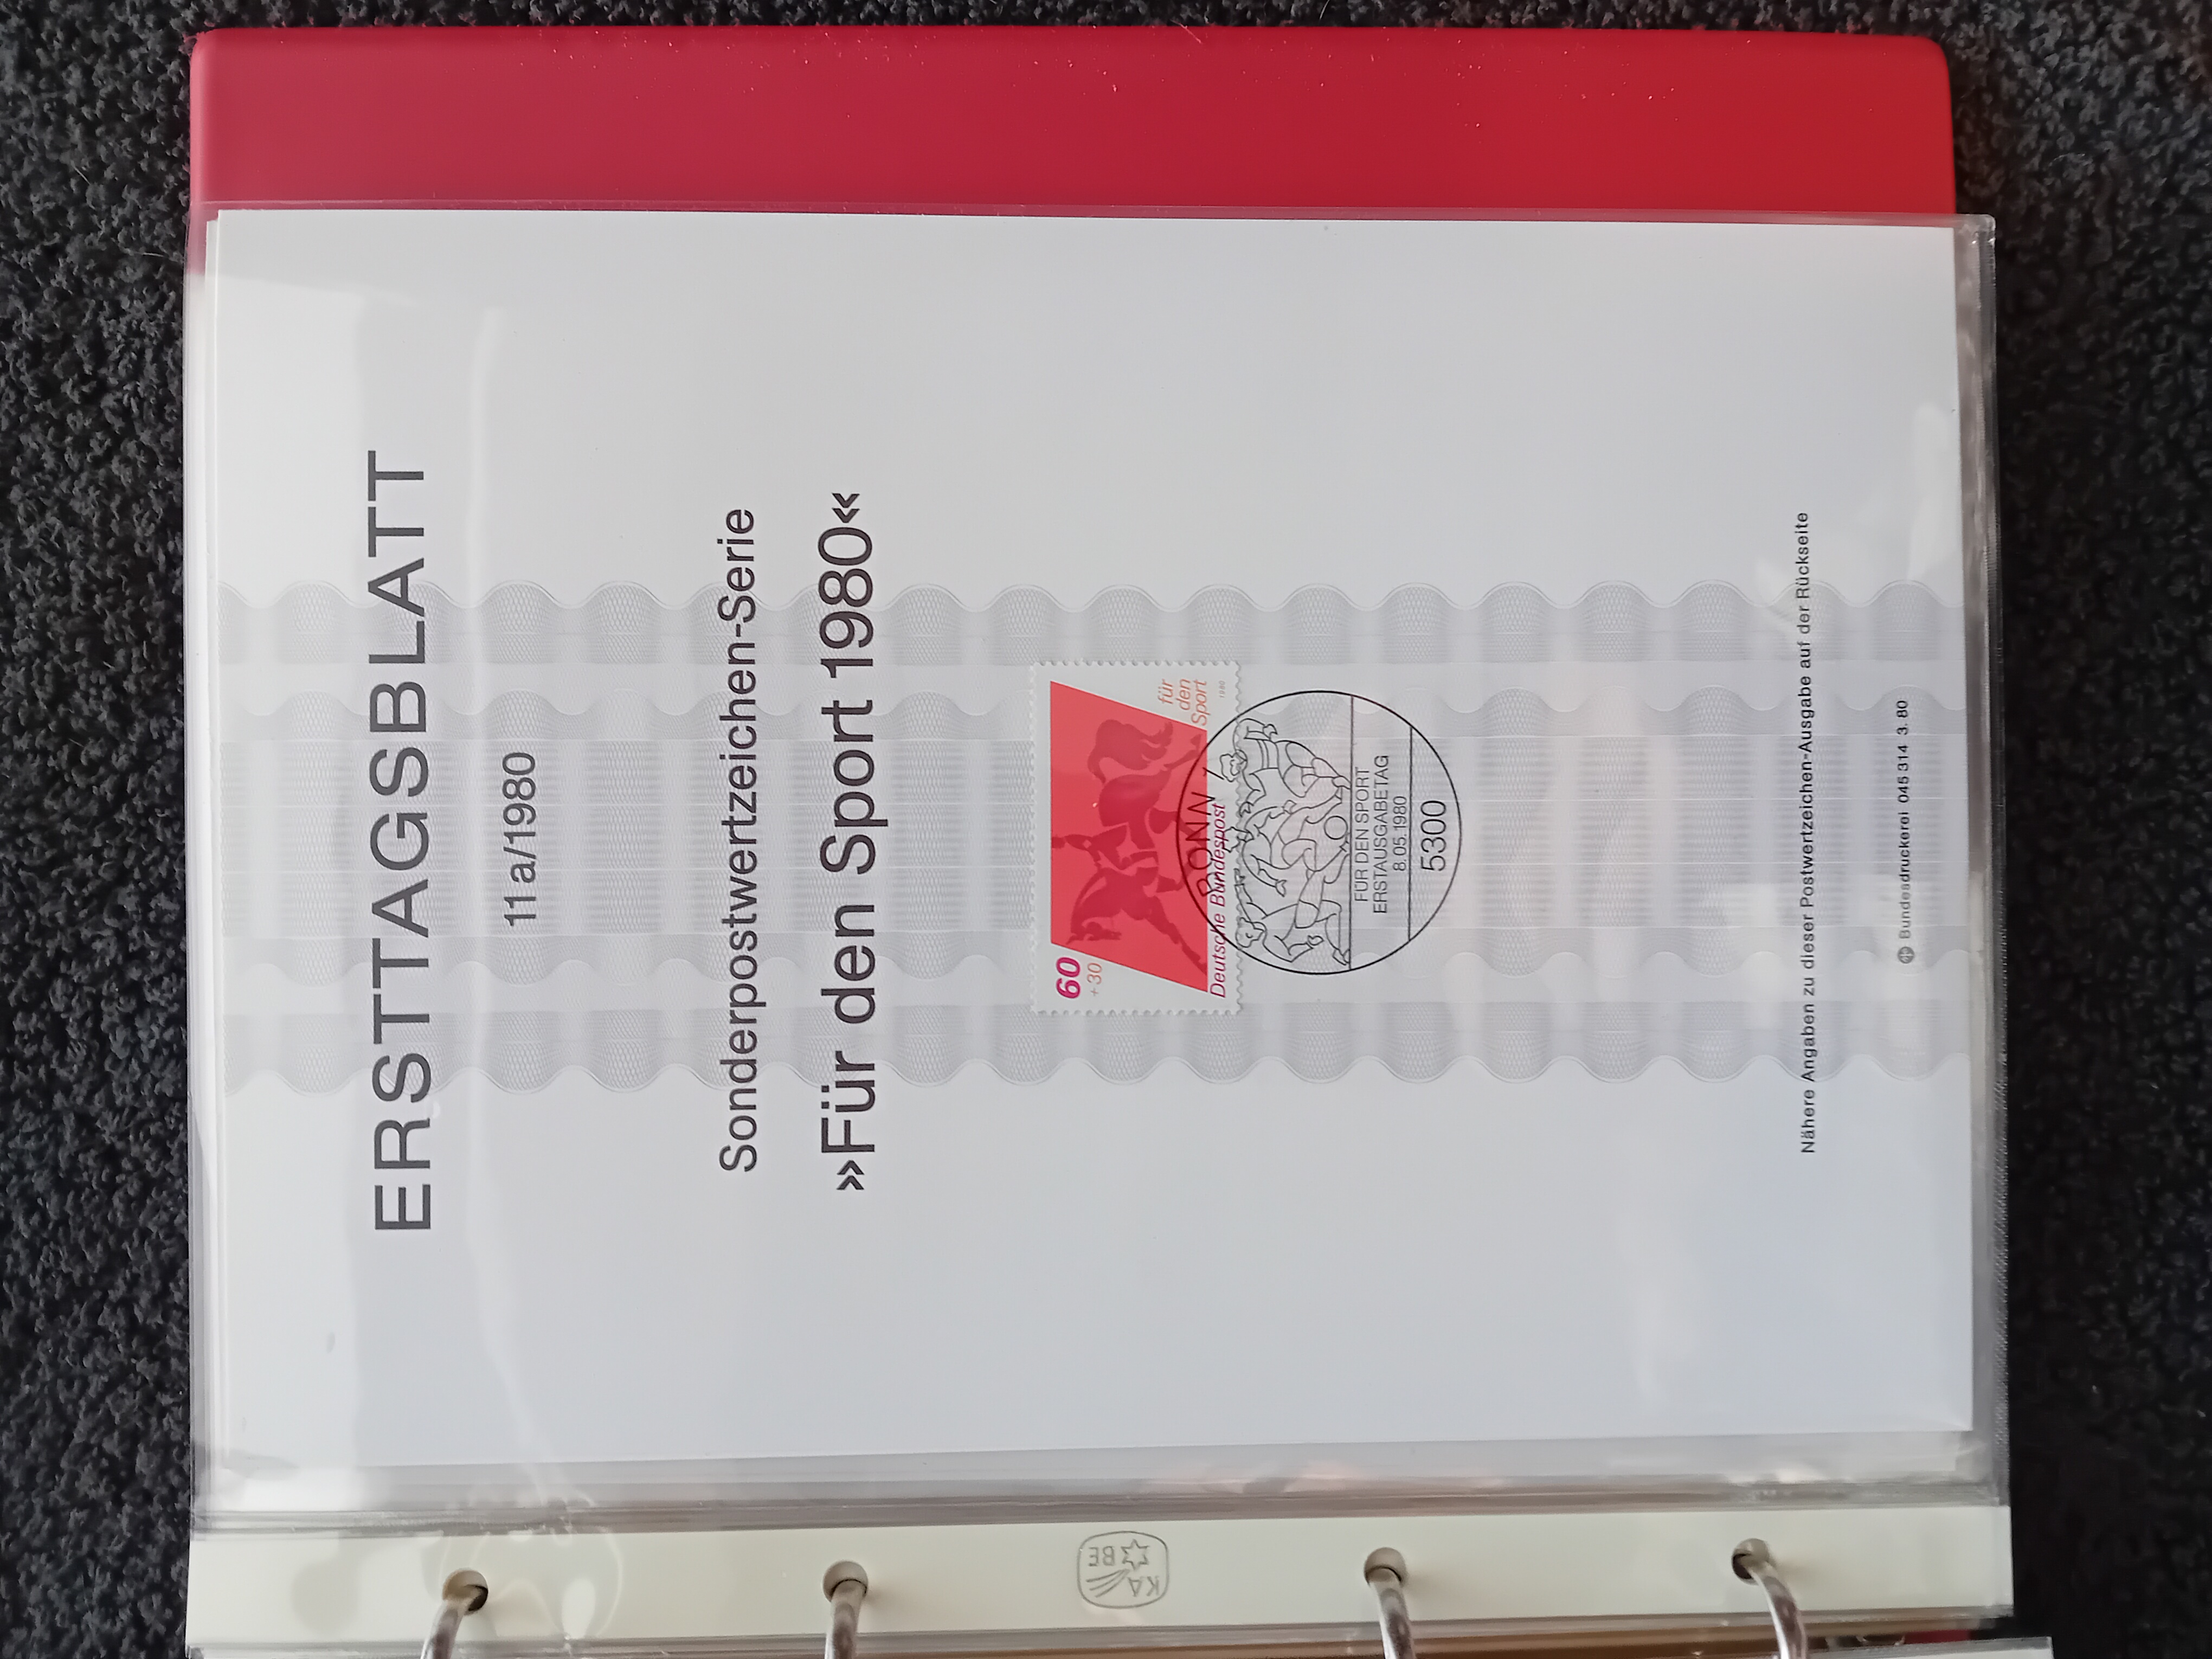 ERSTTAGSBLATT
11 a/1980
Sonderpostwertzeichen-Serie
»Für den Sport 1980«
60
+30
für
den
Sport
1980
Deutsche Bundespost
BONN 1
FÜR DEN SPORT
ERSTAUSGABETAG
8.05.1980
5300
Nähere Angaben zu dieser Postwertzeichen-Ausgabe auf der Rückseite
Bundesdruckerei 045 314 3. 80
KA
BE